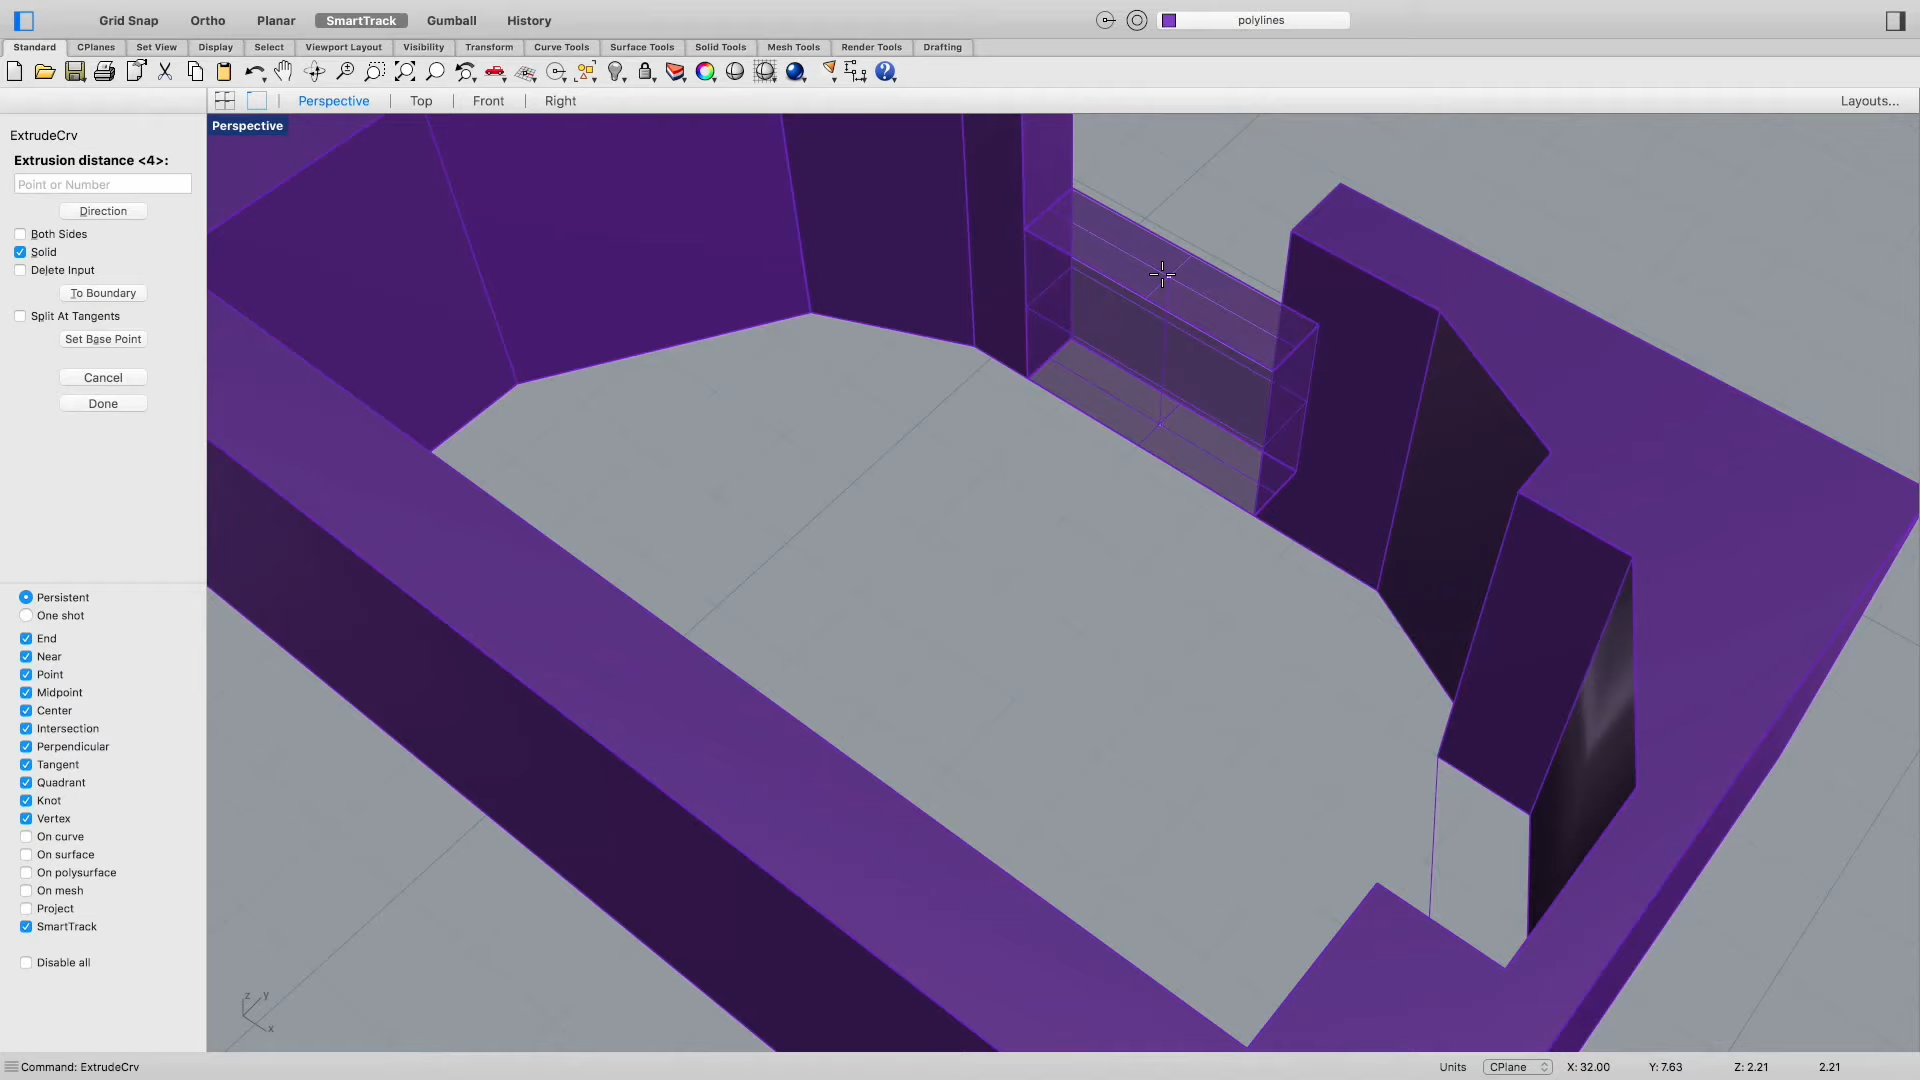 Grid Snap Ortho Planar SmartTrack Gumball History polylines
Standard CPlanes Set View Display Select Viewport Layout Visibility Transform Curve Tools Surface Tools Solid Tools Mesh Tools Render Tools Drafting
Perspective Top Front Right Layouts...
Perspective
ExtrudeCrv
Extrusion distance <4>:
Point or Number
Direction
Both Sides
Solid
Delete Input
To Boundary
Split At Tangents
Set Base Point
Cancel
Done
Persistent
One shot
End
Near
Point
Midpoint
Center
Intersection
Perpendicular
Tangent
Quadrant
Knot
Vertex
On curve
On surface
On polysurface
On mesh
Project
SmartTrack
Disable all
z y
x
Command: ExtrudeCrv Units CPlane X: 32.00 Y: 7.63 Z: 2.21 2.21